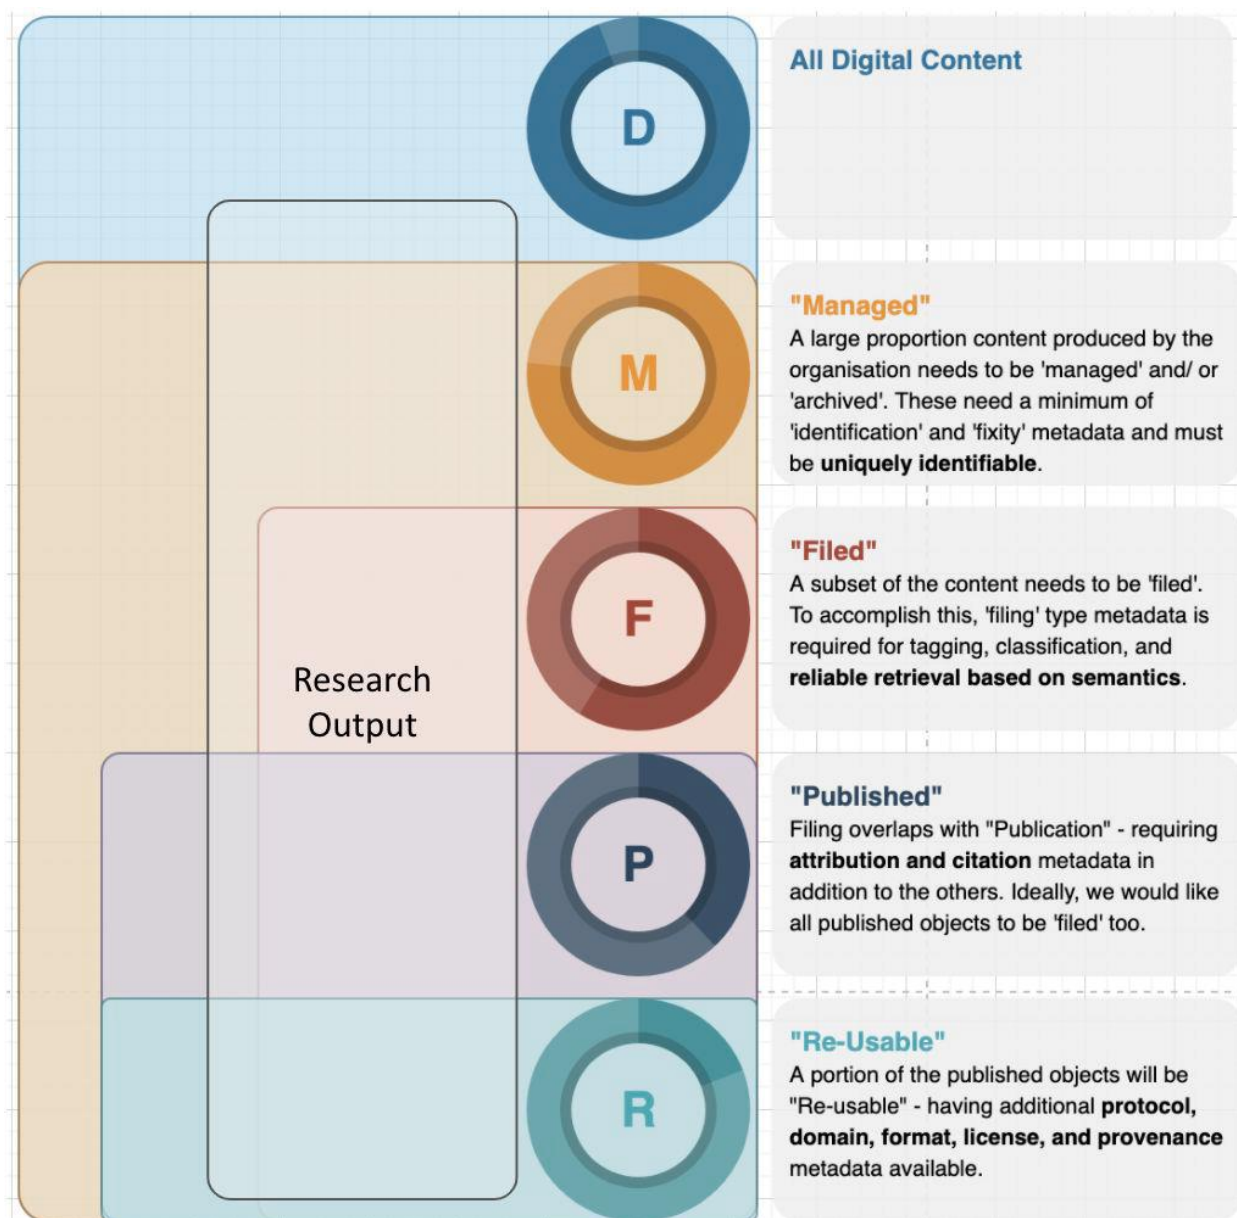 D
All Digital Content
M
"Managed"
A large proportion content produced by the
organisation needs to be 'managed' and/ or
'archived'. These need a minimum of
'identification' and 'fixity' metadata and must
be uniquely identifiable.
F
"Filed"
A subset of the content needs to be 'filed'.
To accomplish this, 'filing' type metadata is
required for tagging, classification, and
reliable retrieval based on semantics.
Research
Output
P
"Published"
Filing overlaps with "Publication" - requiring
attribution and citation metadata in
addition to the others. Ideally, we would like
all published objects to be 'filed' too.
R
"Re-Usable"
A portion of the published objects will be
"Re-usable" - having additional protocol,
domain, format, license, and provenance
metadata available.